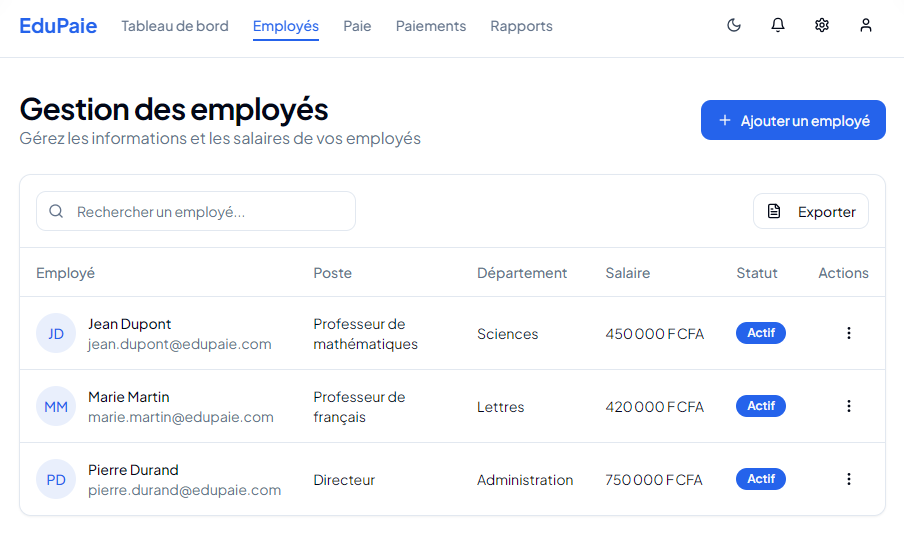 EduPaie Tableau de bord Employés Paie Paiements Rapports
Gestion des employés
Gérez les informations et les salaires de vos employés
Ajouter un employé
Rechercher un employé...
Exporter
Employé Poste Département Salaire Statut Actions
JD
Jean Dupont
jean.dupont@edupaie.com
Professeur de
mathématiques
Sciences
450 000 F CFA
Actif
MM
Marie Martin
marie.martin@edupaie.com
Professeur de
français
Lettres
420 000 F CFA
Actif
PD
Pierre Durand
pierre.durand@edupaie.com
Directeur
Administration
750 000 F CFA
Actif